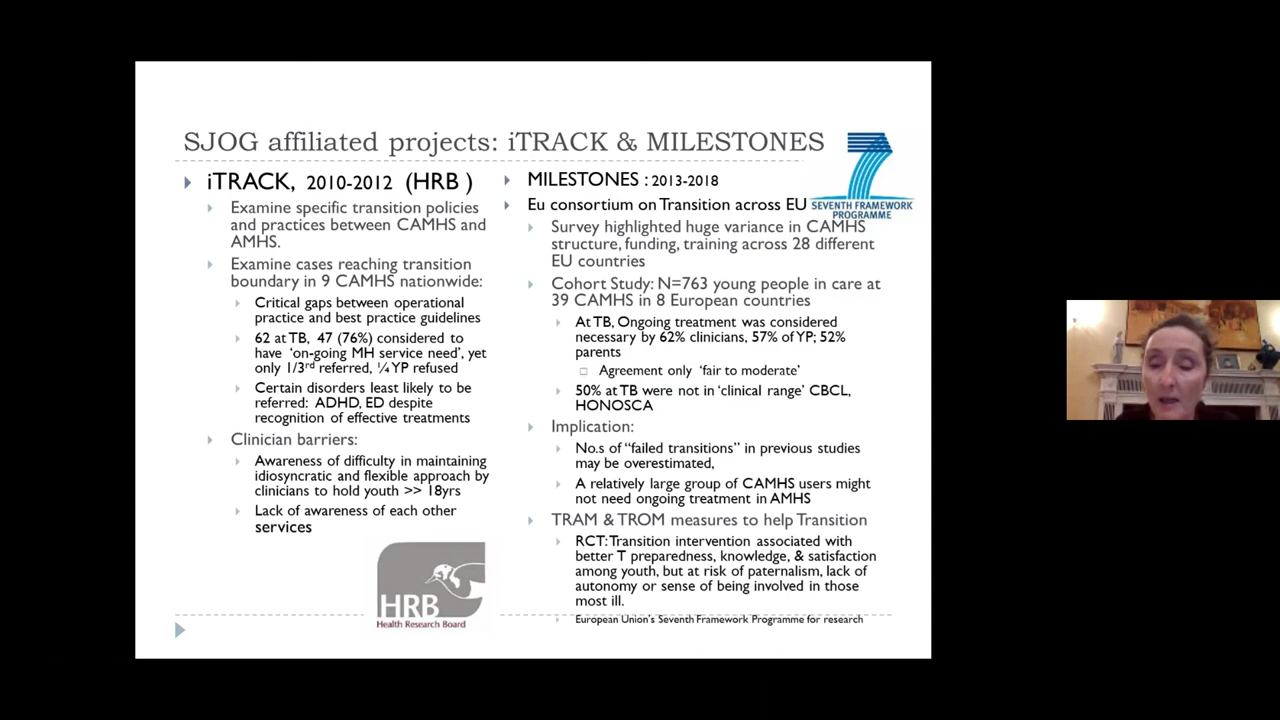 SJOG affiliated projects: iTRACK & MILESTONES
iTRACK, 2010-2012 (HRB )
Examine specific transition policies
and practices between CAMHS and
AMHS.
Examine cases reaching transition
boundary in 9 CAMHS nationwide:
Critical gaps between operational
practice and best practice guidelines
62 at TB, 47 (76%) considered to
have ‘on-going MH service need’, yet
only 1/3rd referred, ¼ YP refused
Certain disorders least likely to be
referred: ADHD, ED despite
recognition of effective treatments
Clinician barriers:
Awareness of difficulty in maintaining
idiosyncratic and flexible approach by
clinicians to hold youth >> 18yrs
Lack of awareness of each other
services
HRB
Health Research Board
MILESTONES : 2013-2018
Eu consortium on Transition across EU
SEVENTH FRAMEWORK
PROGRAMME
Survey highlighted huge variance in CAMHS
structure, funding, training across 28 different
EU countries
Cohort Study: N=763 young people in care at
39 CAMHS in 8 European countries
At TB, Ongoing treatment was considered
necessary by 62% clinicians, 57% of YP; 52%
parents
Agreement only ‘fair to moderate’
50% at TB were not in ‘clinical range’ CBCL,
HONOSCA
Implication:
No.s of “failed transitions” in previous studies
may be overestimated,
A relatively large group of CAMHS users might
not need ongoing treatment in AMHS
TRAM & TROM measures to help Transition
RCT: Transition intervention associated with
better T preparedness, knowledge, & satisfaction
among youth, but at risk of paternalism, lack of
autonomy or sense of being involved in those
most ill.
European Union's Seventh Framework Programme for research